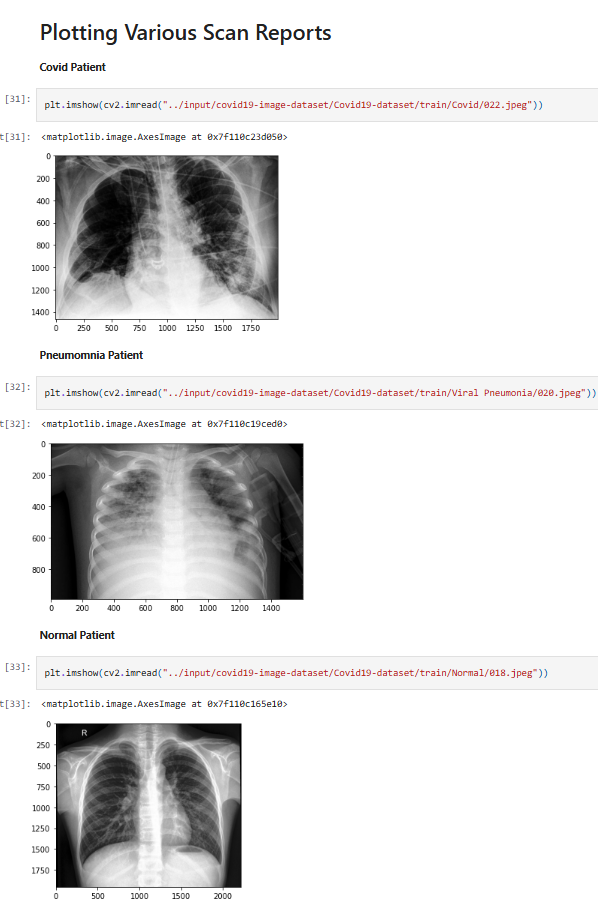 Plotting Various Scan Reports
Covid Patient
[31]: plt.imshow(cv2.imread("../input/covid19-image-dataset/Covid19-dataset/train/Covid/022.jpeg"))
t[31]: <matplotlib.image.AxesImage at 0x7f110c23d050>
0
200
400
600
800
1000
1200
1400
0 250 500 750 1000 1250 1500 1750
Pneumomnia Patient
[32]: plt.imshow(cv2.imread("../input/covid19-image-dataset/Covid19-dataset/train/Viral Pneumonia/020.jpeg"))
t[32]: <matplotlib.image.AxesImage at 0x7f110c19ced0>
0
200
400
600
800
0 200 400 600 800 1000 1200 1400
Normal Patient
[33]: plt.imshow(cv2.imread("../input/covid19-image-dataset/Covid19-dataset/train/Normal/018.jpeg"))
t[33]: <matplotlib.image.AxesImage at 0x7f110c165e10>
0
R
250
500
750
1000
1250
1500
1750
0 500 1000 1500 2000